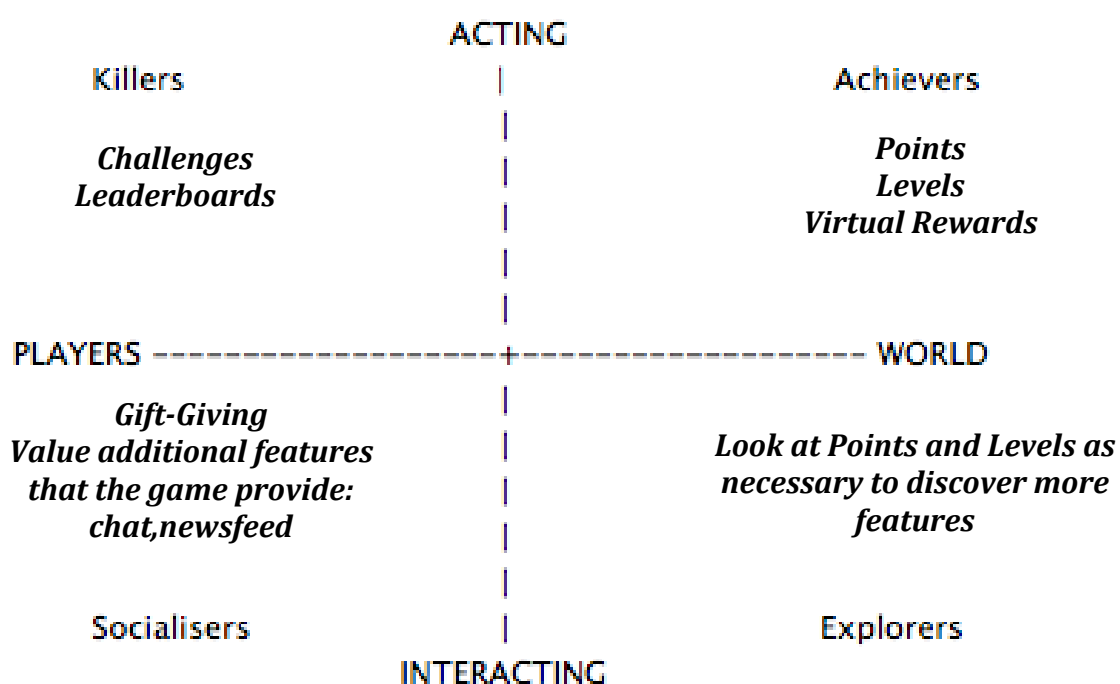 ACTING
Killers
Achievers
Challenges
Leaderboards
Points
Levels
Virtual Rewards
PLAYERS
WORLD
Gift-Giving
Value additional features
that the game provide:
chat,newsfeed
Look at Points and Levels as
necessary to discover more
features
Socialisers
Explorers
INTERACTING